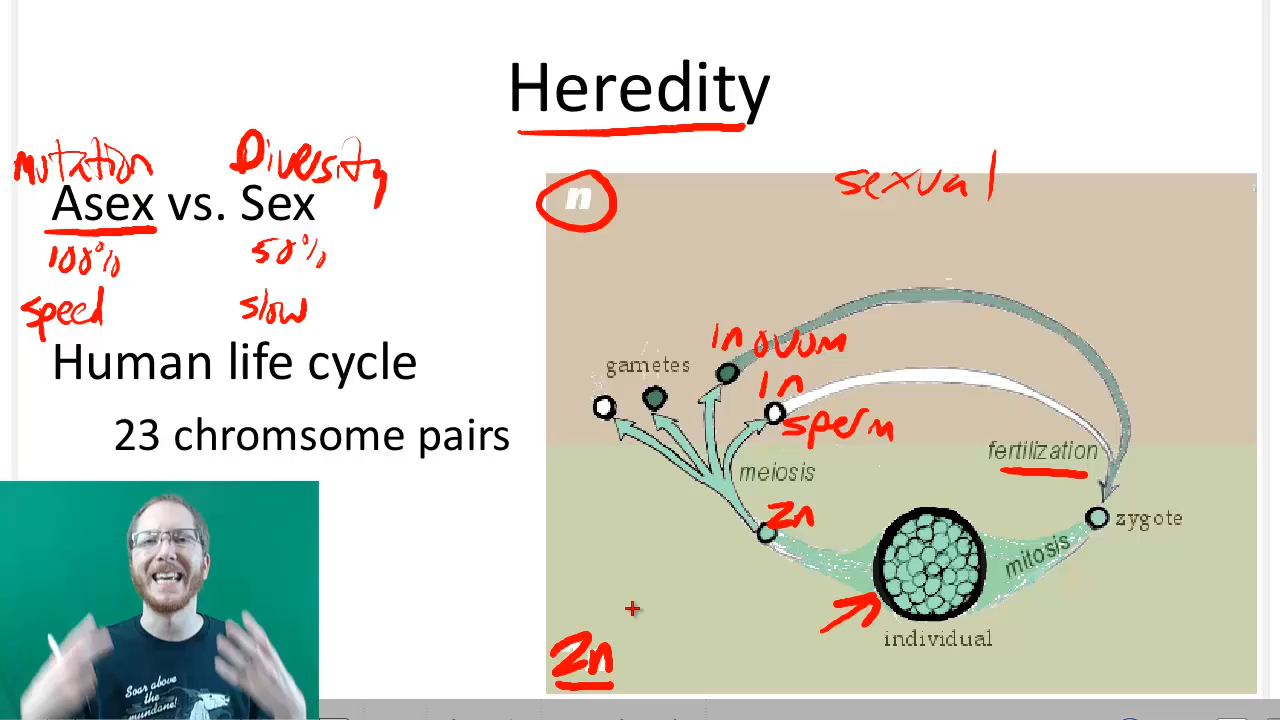 Heredity
mutation Diversity
Asex vs. Sex
100% 50%
speed slow
Human life cycle
23 chromsome pairs
n
sexual
1n ovum
gametes
1n
sperm
meiosis
fertilization
2n
zygote
mitosis
individual
2n
Soar above
the
mundane!